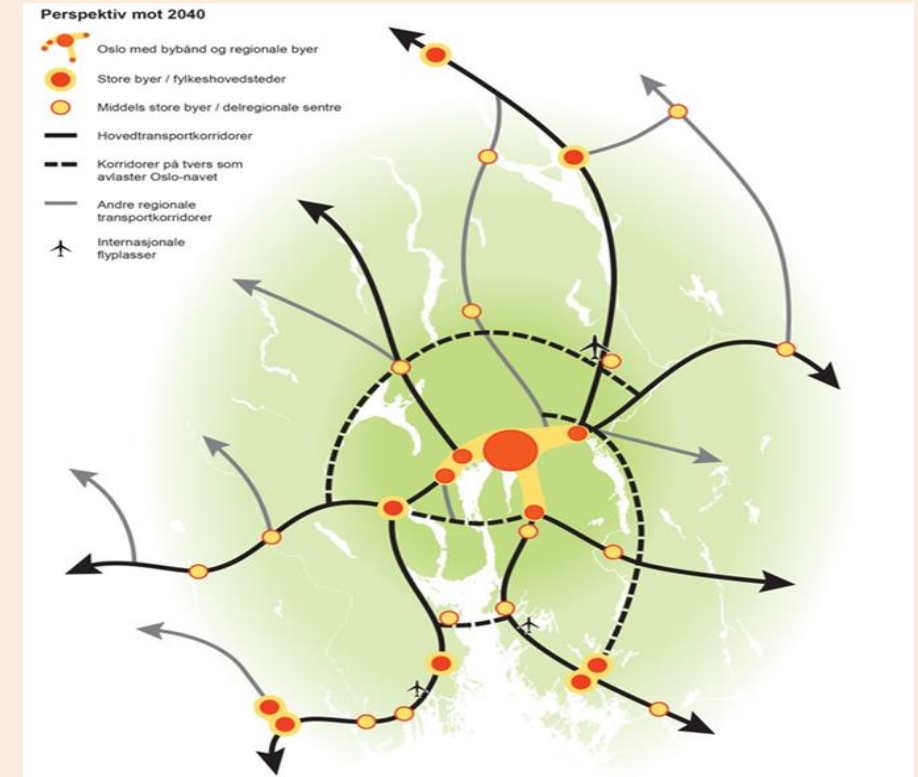 Perspektiv mot 2040
Oslo med bybånd og regionale byer
Store byer / fylkeshovedsteder
Middels store byer / delregionale sentre
Hovedtransportkorridorer
Korridorer på tvers som
avlaster Oslo-navet
Andre regionale
transportkorridorer
Internasjonale
flyplasser